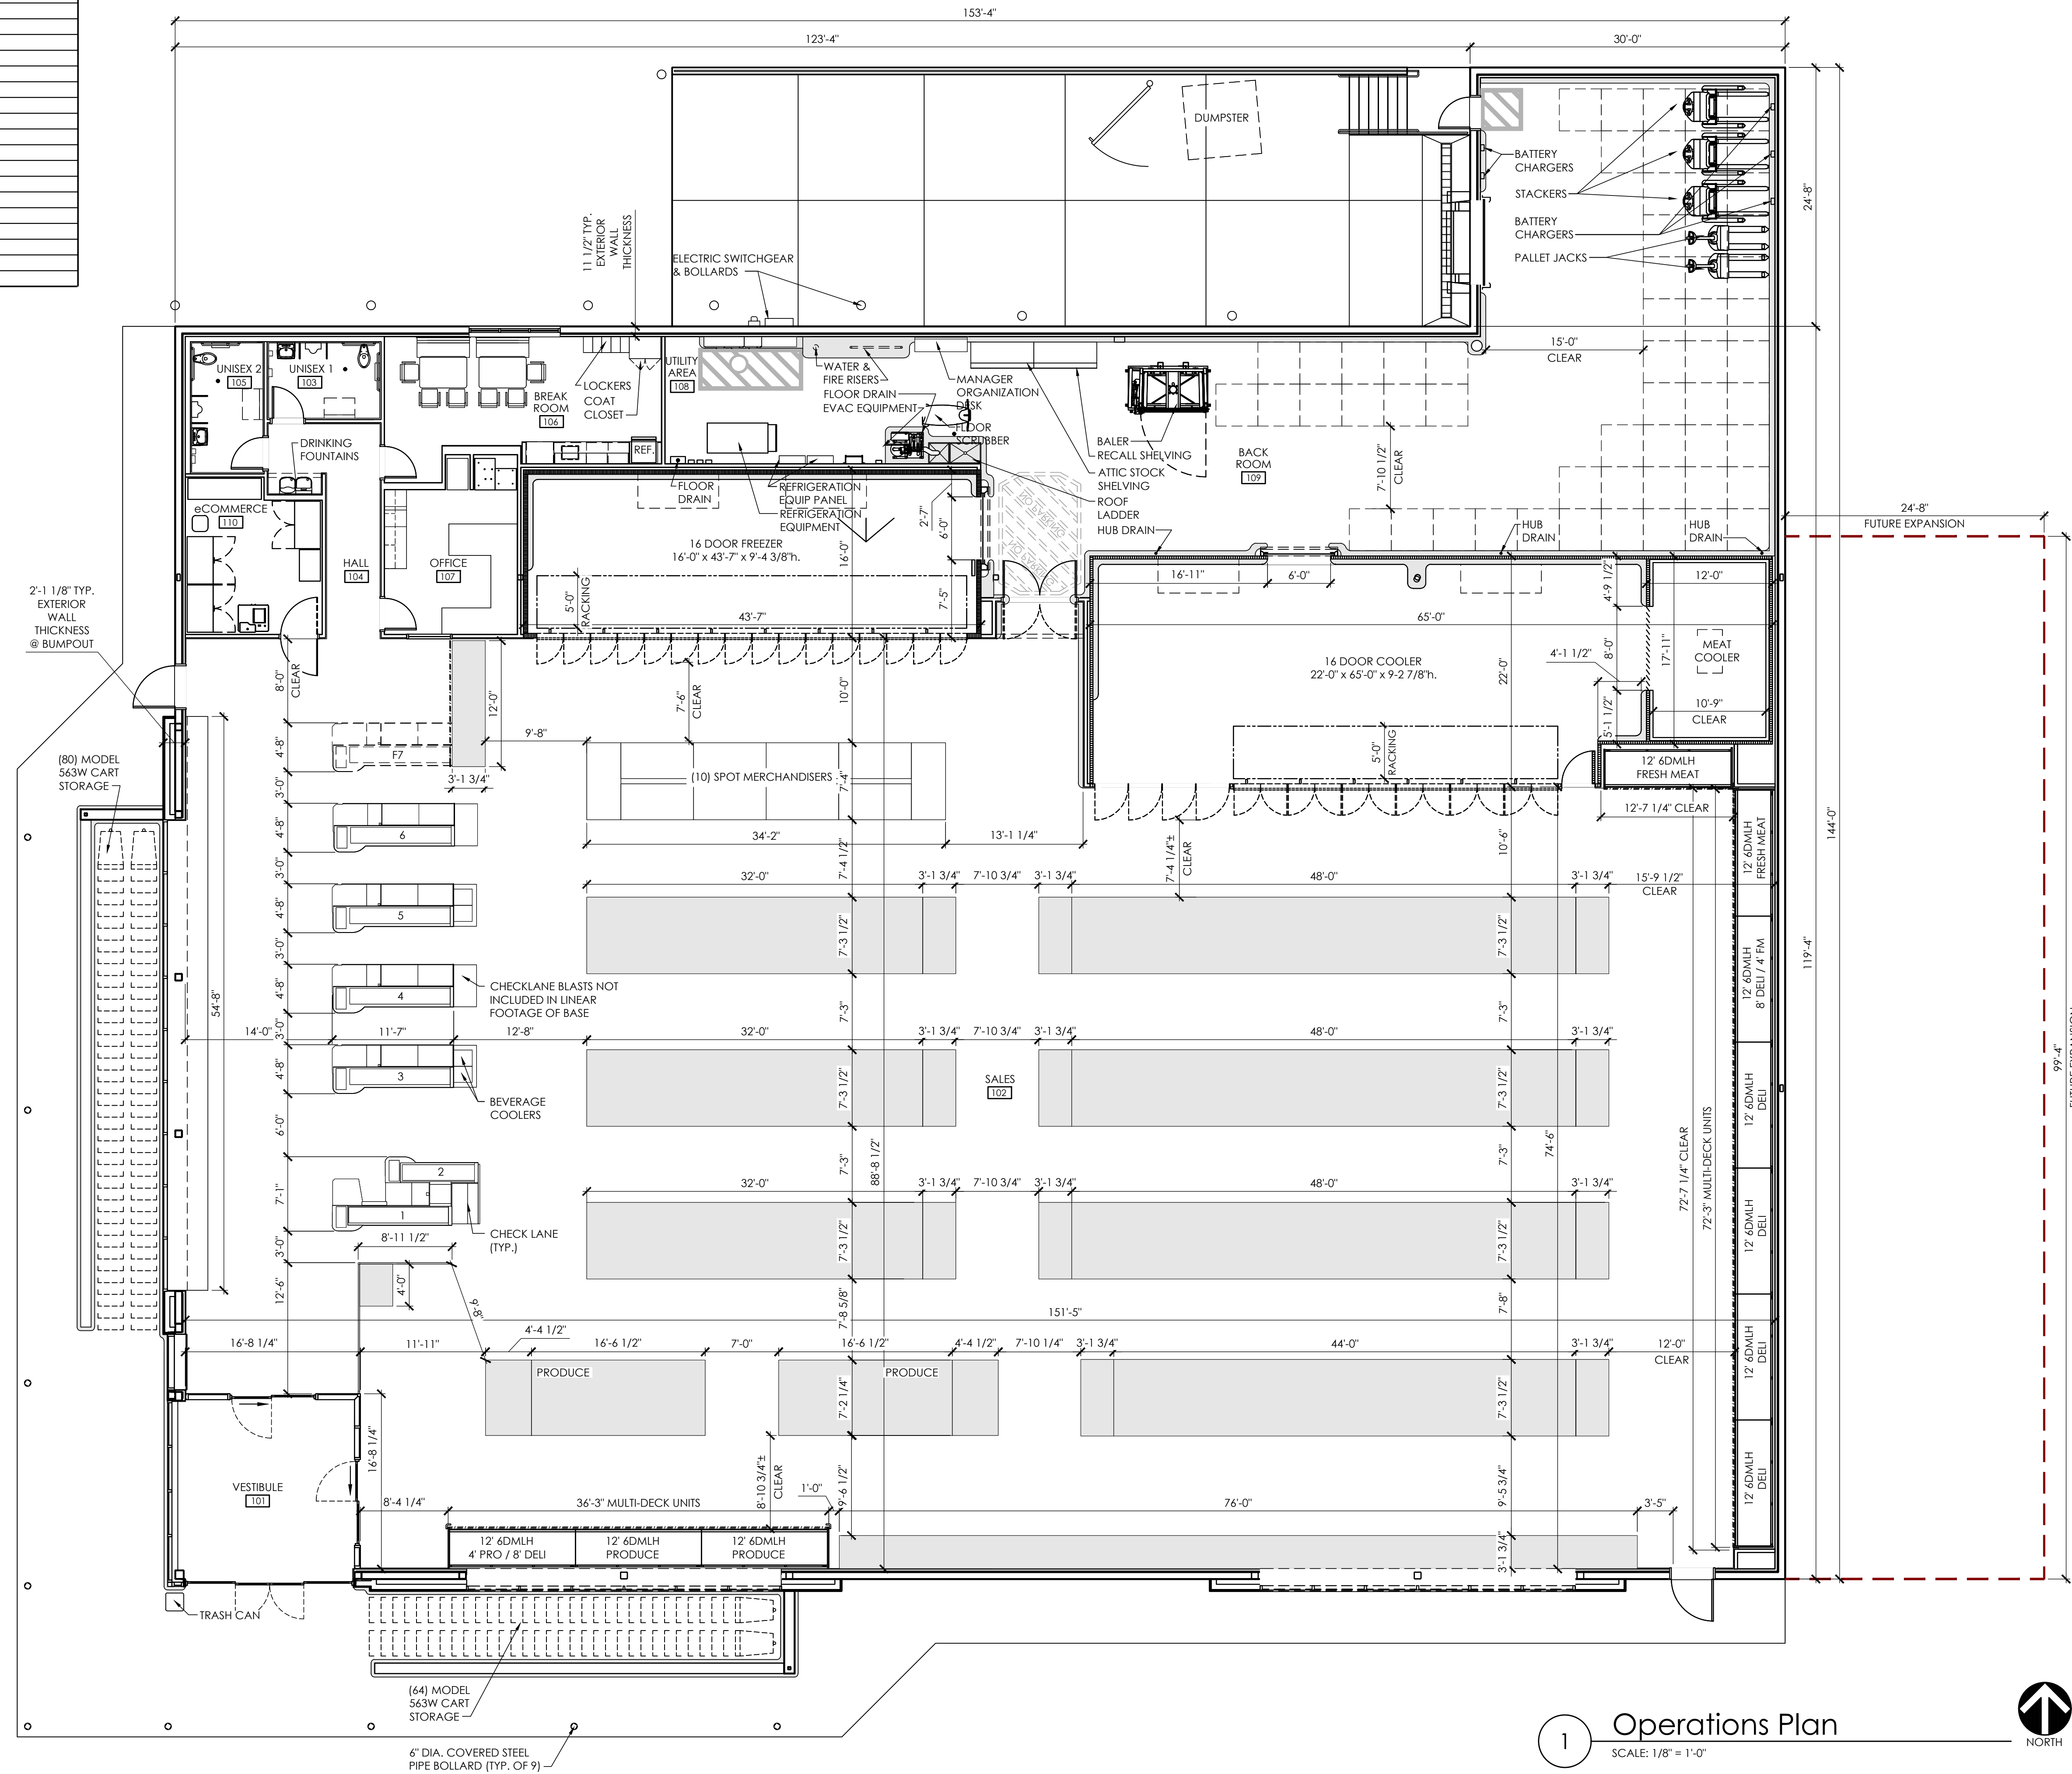 153'-4"
123'-4"
30'-0"
DUMPSTER
BATTERY
CHARGERS
STACKERS
BATTERY
CHARGERS
PALLET JACKS
24'-8"
11 1/2" TYP.
EXTERIOR
WALL
THICKNESS
ELECTRIC SWITCHGEAR
& BOLLARDS
15'-0"
CLEAR
UNISEX 2
105
UNISEX 1
103
LOCKERS
COAT
CLOSET
BREAK
ROOM
106
UTILITY
AREA
108
WATER &
FIRE RISERS
FLOOR DRAIN
EVAC EQUIPMENT
MANAGER
ORGANIZATION
DESK
FLOOR
SCRUBBER
BALER
RECALL SHELVING
ATTIC STOCK
SHELVING
ROOF
LADDER
HUB DRAIN
BACK
ROOM
109
7'-10 1/2"
CLEAR
DRINKING
FOUNTAINS
REF.
FLOOR
DRAIN
REFRIGERATION
EQUIP PANEL
REFRIGERATION
EQUIPMENT
2'-7"
6'-0"
NO STACKING
NO STACKING
HUB
DRAIN
HUB
DRAIN
24'-8"
FUTURE EXPANSION
eCOMMERCE
110
HALL
104
OFFICE
107
16 DOOR FREEZER
16'-0" x 43'-7" x 9'-4 3/8"h.
16'-0"
5'-0"
RACKING
43'-7"
7'-5"
16'-11"
6'-0"
4'-9 1/2"
12'-0"
65'-0"
2'-1 1/8" TYP.
EXTERIOR
WALL
THICKNESS
@ BUMPOUT
16 DOOR COOLER
22'-0" x 65'-0" x 9-2 7/8"h.
22'-0"
4'-1 1/2"
8'-0"
17'-11"
MEAT
COOLER
10'-9"
CLEAR
5'-1 1/2"
8'-0"
CLEAR
12'-0"
7'-6"
CLEAR
10'-0"
9'-8"
4'-8"
F7
3'-1 3/4"
(10) SPOT MERCHANDISERS
7'-4"
5'-0"
RACKING
12' 6DMLH
FRESH MEAT
(80) MODEL
563W CART
STORAGE
3'-0"
4'-8"
6
34'-2"
13'-1 1/4"
7'-4 1/2"
7'-4 1/4"±
CLEAR
10'-6"
12'-7 1/4" CLEAR
12' 6DMLH
FRESH MEAT
144'-0"
3'-0"
32'-0"
3'-1 3/4"
7'-10 3/4"
3'-1 3/4"
48'-0"
3'-1 3/4"
15'-9 1/2"
CLEAR
4'-8"
5
7'-3 1/2"
7'-3 1/2"
12' 6DMLH
8' DELI / 4' FM
119'-4"
3'-0"
4'-8"
4
CHECKLANE BLASTS NOT
INCLUDED IN LINEAR
FOOTAGE OF BASE
54'-8"
7'-3"
7'-3"
14'-0"
3'-0"
11'-7"
12'-8"
32'-0"
3'-1 3/4"
7'-10 3/4"
3'-1 3/4"
48'-0"
3'-1 3/4"
99'-4"
FUTURE EXPANSION
4'-8"
3
BEVERAGE
COOLERS
7'-3 1/2"
SALES
102
7'-3 1/2"
12' 6DMLH
DELI
6'-0"
7'-3"
88'-8 1/2"
7'-3"
74'-6"
72'-7 1/4" CLEAR
72'-3" MULTI-DECK UNITS
2
7'-1"
1
32'-0"
3'-1 3/4"
7'-10 3/4"
3'-1 3/4"
48'-0"
3'-1 3/4"
12' 6DMLH
DELI
CHECK LANE
(TYP.)
3'-0"
8'-11 1/2"
7'-3 1/2"
7'-3 1/2"
12'-6"
4'-0"
9'-8"
7'-8 5/8"
151'-5"
7'-8"
16'-8 1/4"
11'-11"
4'-4 1/2"
16'-6 1/2"
7'-0"
16'-6 1/2"
4'-4 1/2"
7'-10 1/4"
3'-1 3/4"
44'-0"
3'-1 3/4"
12'-0"
CLEAR
12' 6DMLH
DELI
PRODUCE
PRODUCE
7'-2 1/4"
7'-3 1/2"
16'-8 1/4"
VESTIBULE
101
8'-4 1/4"
36'-3" MULTI-DECK UNITS
8'-10 3/4"±
CLEAR
1'-0"
9'-6 1/2"
76'-0"
9'-5 3/4"
3'-5"
12' 6DMLH
DELI
12' 6DMLH
4' PRO / 8' DELI
12' 6DMLH
PRODUCE
12' 6DMLH
PRODUCE
3'-1 3/4"
TRASH CAN
(64) MODEL
563W CART
STORAGE
6" DIA. COVERED STEEL
PIPE BOLLARD (TYP. OF 9)
1
Operations Plan
SCALE: 1/8" = 1'-0"
NORTH